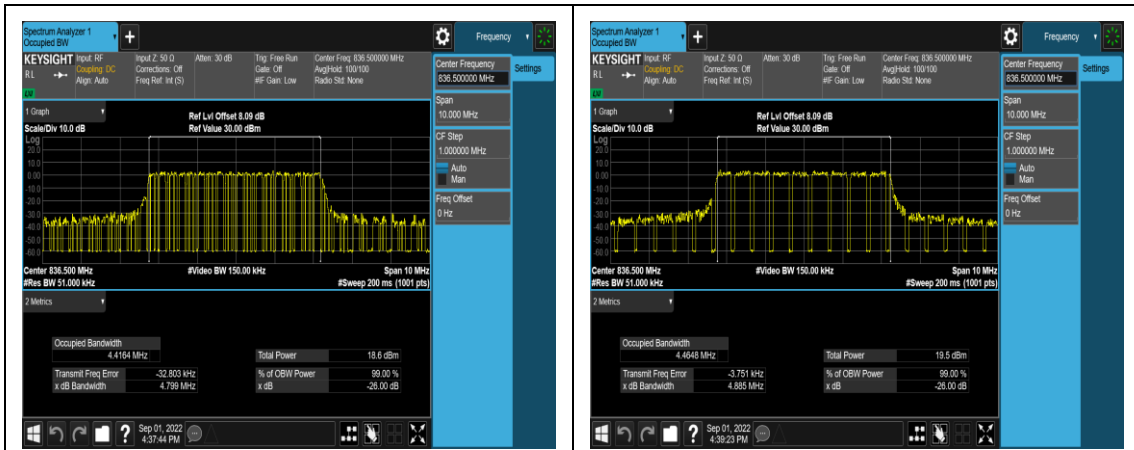 Spectrum Analyzer 1
Occupied BW
Frequency
KEYSIGHT
Input: RF
Coupling: DC
Align: Auto
Input Z: 50 Ω
Corrections: Off
Freq Ref: Int (S)
Atten: 30 dB
Trig: Free Run
Gate: Off
#IF Gain: Low
Center Freq: 836.500000 MHz
Avg|Hold: 100/100
Radio Std: None
R L
LNI
Center Frequency
836.500000 MHz
Settings
Span
10.000 MHz
CF Step
1.000000 MHz
Auto
Man
Freq Offset
0 Hz
1 Graph
Ref Lvl Offset 8.09 dB
Scale/Div 10.0 dB
Ref Value 30.00 dBm
Log
20.0
10.0
0.00
-10.0
-20.0
-30.0
-40.0
-50.0
-60.0
Center 836.500 MHz
#Video BW 150.00 kHz
Span 10 MHz
#Res BW 51.000 kHz
#Sweep 200 ms (1001 pts)
2 Metrics
Occupied Bandwidth
4.4164 MHz
Total Power 18.6 dBm
Transmit Freq Error -32.803 kHz
% of OBW Power 99.00 %
x dB Bandwidth 4.799 MHz
x dB -26.00 dB
Sep 01, 2022
4:37:44 PM
Spectrum Analyzer 1
Occupied BW
Frequency
KEYSIGHT
Input: RF
Coupling: DC
Align: Auto
Input Z: 50 Ω
Corrections: Off
Freq Ref: Int (S)
Atten: 30 dB
Trig: Free Run
Gate: Off
#IF Gain: Low
Center Freq: 836.500000 MHz
Avg|Hold: 100/100
Radio Std: None
R L
Center Frequency
836.500000 MHz
Settings
Span
10.000 MHz
CF Step
1.000000 MHz
Auto
Man
Freq Offset
0 Hz
1 Graph
Ref Lvl Offset 8.09 dB
Scale/Div 10.0 dB
Ref Value 30.00 dBm
Log
20.0
10.0
0.00
-10.0
-20.0
-30.0
-40.0
-50.0
-60.0
Center 836.500 MHz
#Video BW 150.00 kHz
Span 10 MHz
#Res BW 51.000 kHz
#Sweep 200 ms (1001 pts)
2 Metrics
Occupied Bandwidth
4.4648 MHz
Total Power 19.5 dBm
Transmit Freq Error -3.751 kHz
% of OBW Power 99.00 %
x dB Bandwidth 4.885 MHz
x dB -26.00 dB
Sep 01, 2022
4:39:23 PM